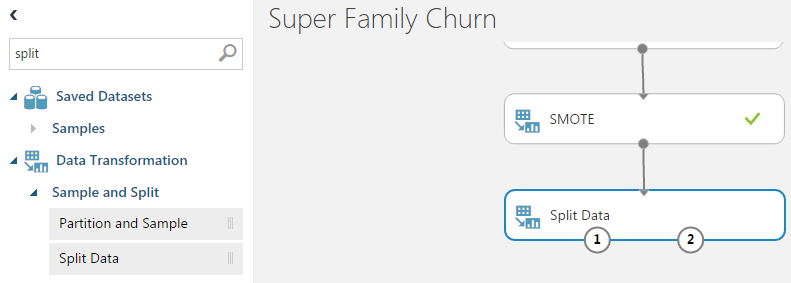 Super Family Churn
split
Saved Datasets
Samples
Data Transformation
Sample and Split
Partition and Sample
Split Data
SMOTE
Split Data
1 2